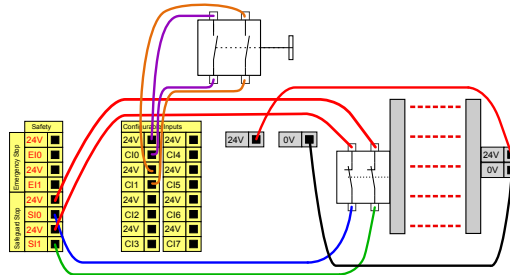 Safety
Emergency Stop
24V
EI0
24V
EI1
Safeguard Stop
24V
SI0
24V
SI1
Configurable Inputs
24V 24V
CI0 CI4
24V 24V
CI1 CI5
24V 24V
CI2 CI6
24V 24V
CI3 CI7
24V 0V
24V
0V